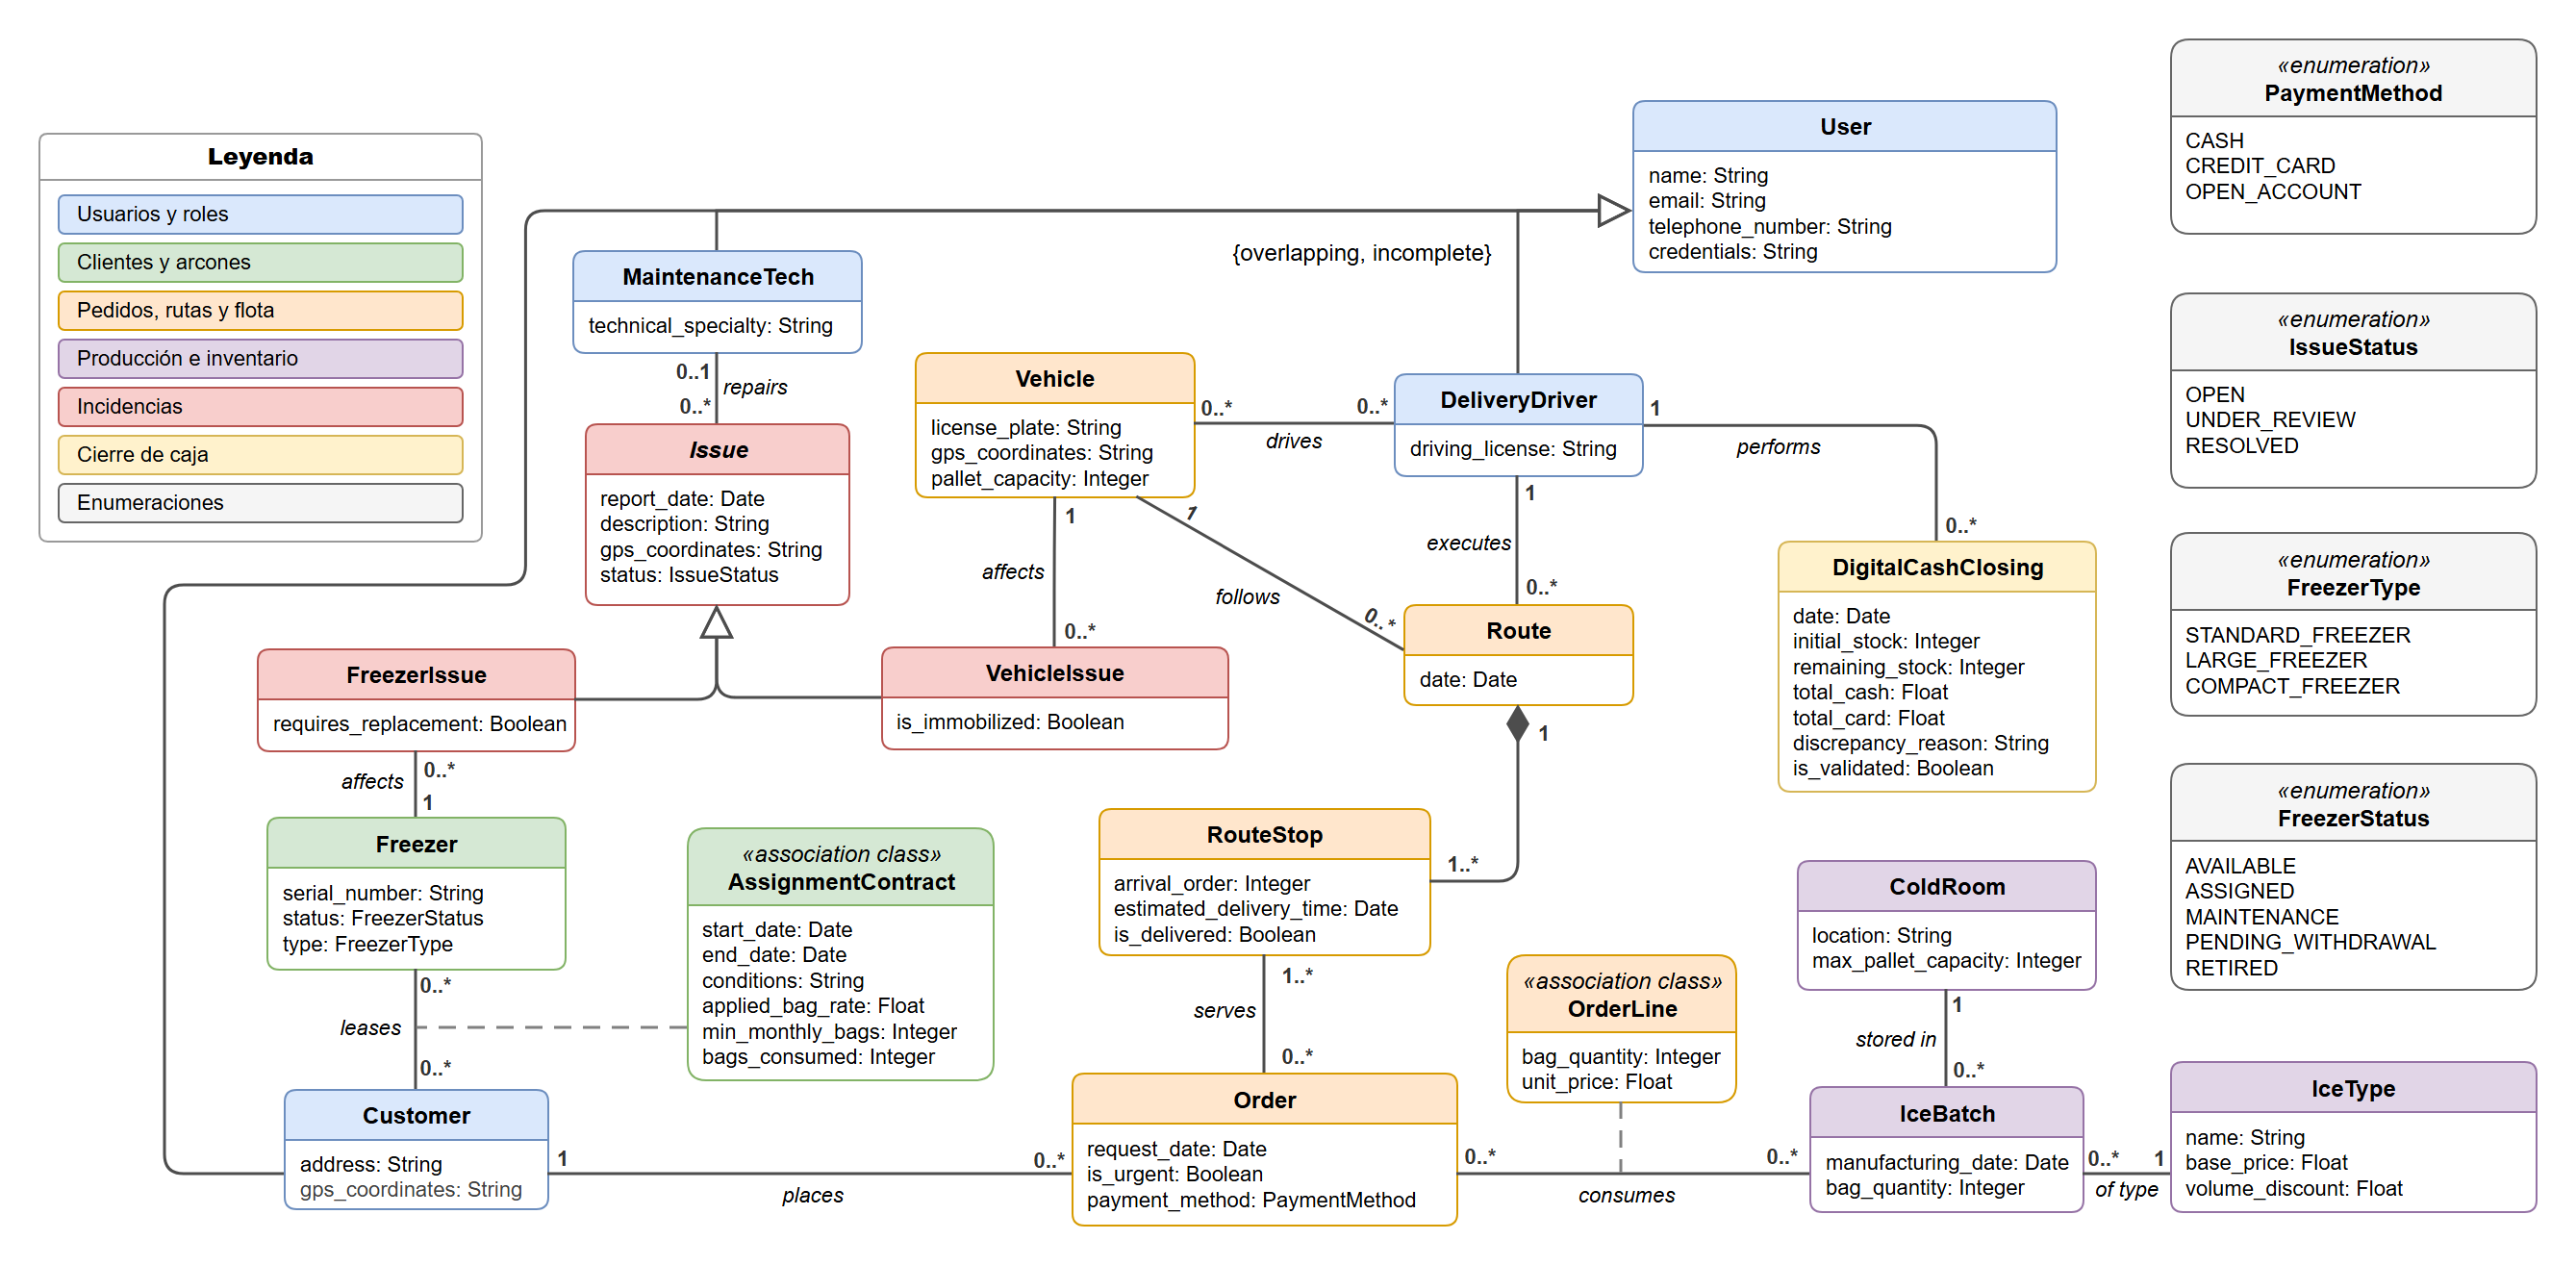 Leyenda
Usuarios y roles
Clientes y arcones
Pedidos, rutas y flota
Producción e inventario
Incidencias
Cierre de caja
Enumeraciones
User
name: String
email: String
telephone_number: String
credentials: String
{overlapping, incomplete}
MaintenanceTech
technical_specialty: String
0..1
repairs
0..*
Issue
report_date: Date
description: String
gps_coordinates: String
status: IssueStatus
Vehicle
license_plate: String
gps_coordinates: String
pallet_capacity: Integer
0..*
drives
0..*
DeliveryDriver
driving_license: String
1
performs
0..*
1
executes
0..*
1
affects
0..*
1
follows
0..*
DigitalCashClosing
date: Date
initial_stock: Integer
remaining_stock: Integer
total_cash: Float
total_card: Float
discrepancy_reason: String
is_validated: Boolean
Route
date: Date
1
1..*
FreezerIssue
requires_replacement: Boolean
VehicleIssue
is_immobilized: Boolean
0..*
affects
1
Freezer
serial_number: String
status: FreezerStatus
type: FreezerType
0..*
leases
0..*
«association class»
AssignmentContract
start_date: Date
end_date: Date
conditions: String
applied_bag_rate: Float
min_monthly_bags: Integer
bags_consumed: Integer
RouteStop
arrival_order: Integer
estimated_delivery_time: Date
is_delivered: Boolean
1..*
serves
0..*
Customer
address: String
gps_coordinates: String
1
places
0..*
Order
request_date: Date
is_urgent: Boolean
payment_method: PaymentMethod
0..*
consumes
0..*
«association class»
OrderLine
bag_quantity: Integer
unit_price: Float
ColdRoom
location: String
max_pallet_capacity: Integer
1
stored in
0..*
IceBatch
manufacturing_date: Date
bag_quantity: Integer
0..*
of type
1
IceType
name: String
base_price: Float
volume_discount: Float
«enumeration»
PaymentMethod
CASH
CREDIT_CARD
OPEN_ACCOUNT
«enumeration»
IssueStatus
OPEN
UNDER_REVIEW
RESOLVED
«enumeration»
FreezerType
STANDARD_FREEZER
LARGE_FREEZER
COMPACT_FREEZER
«enumeration»
FreezerStatus
AVAILABLE
ASSIGNED
MAINTENANCE
PENDING_WITHDRAWAL
RETIRED